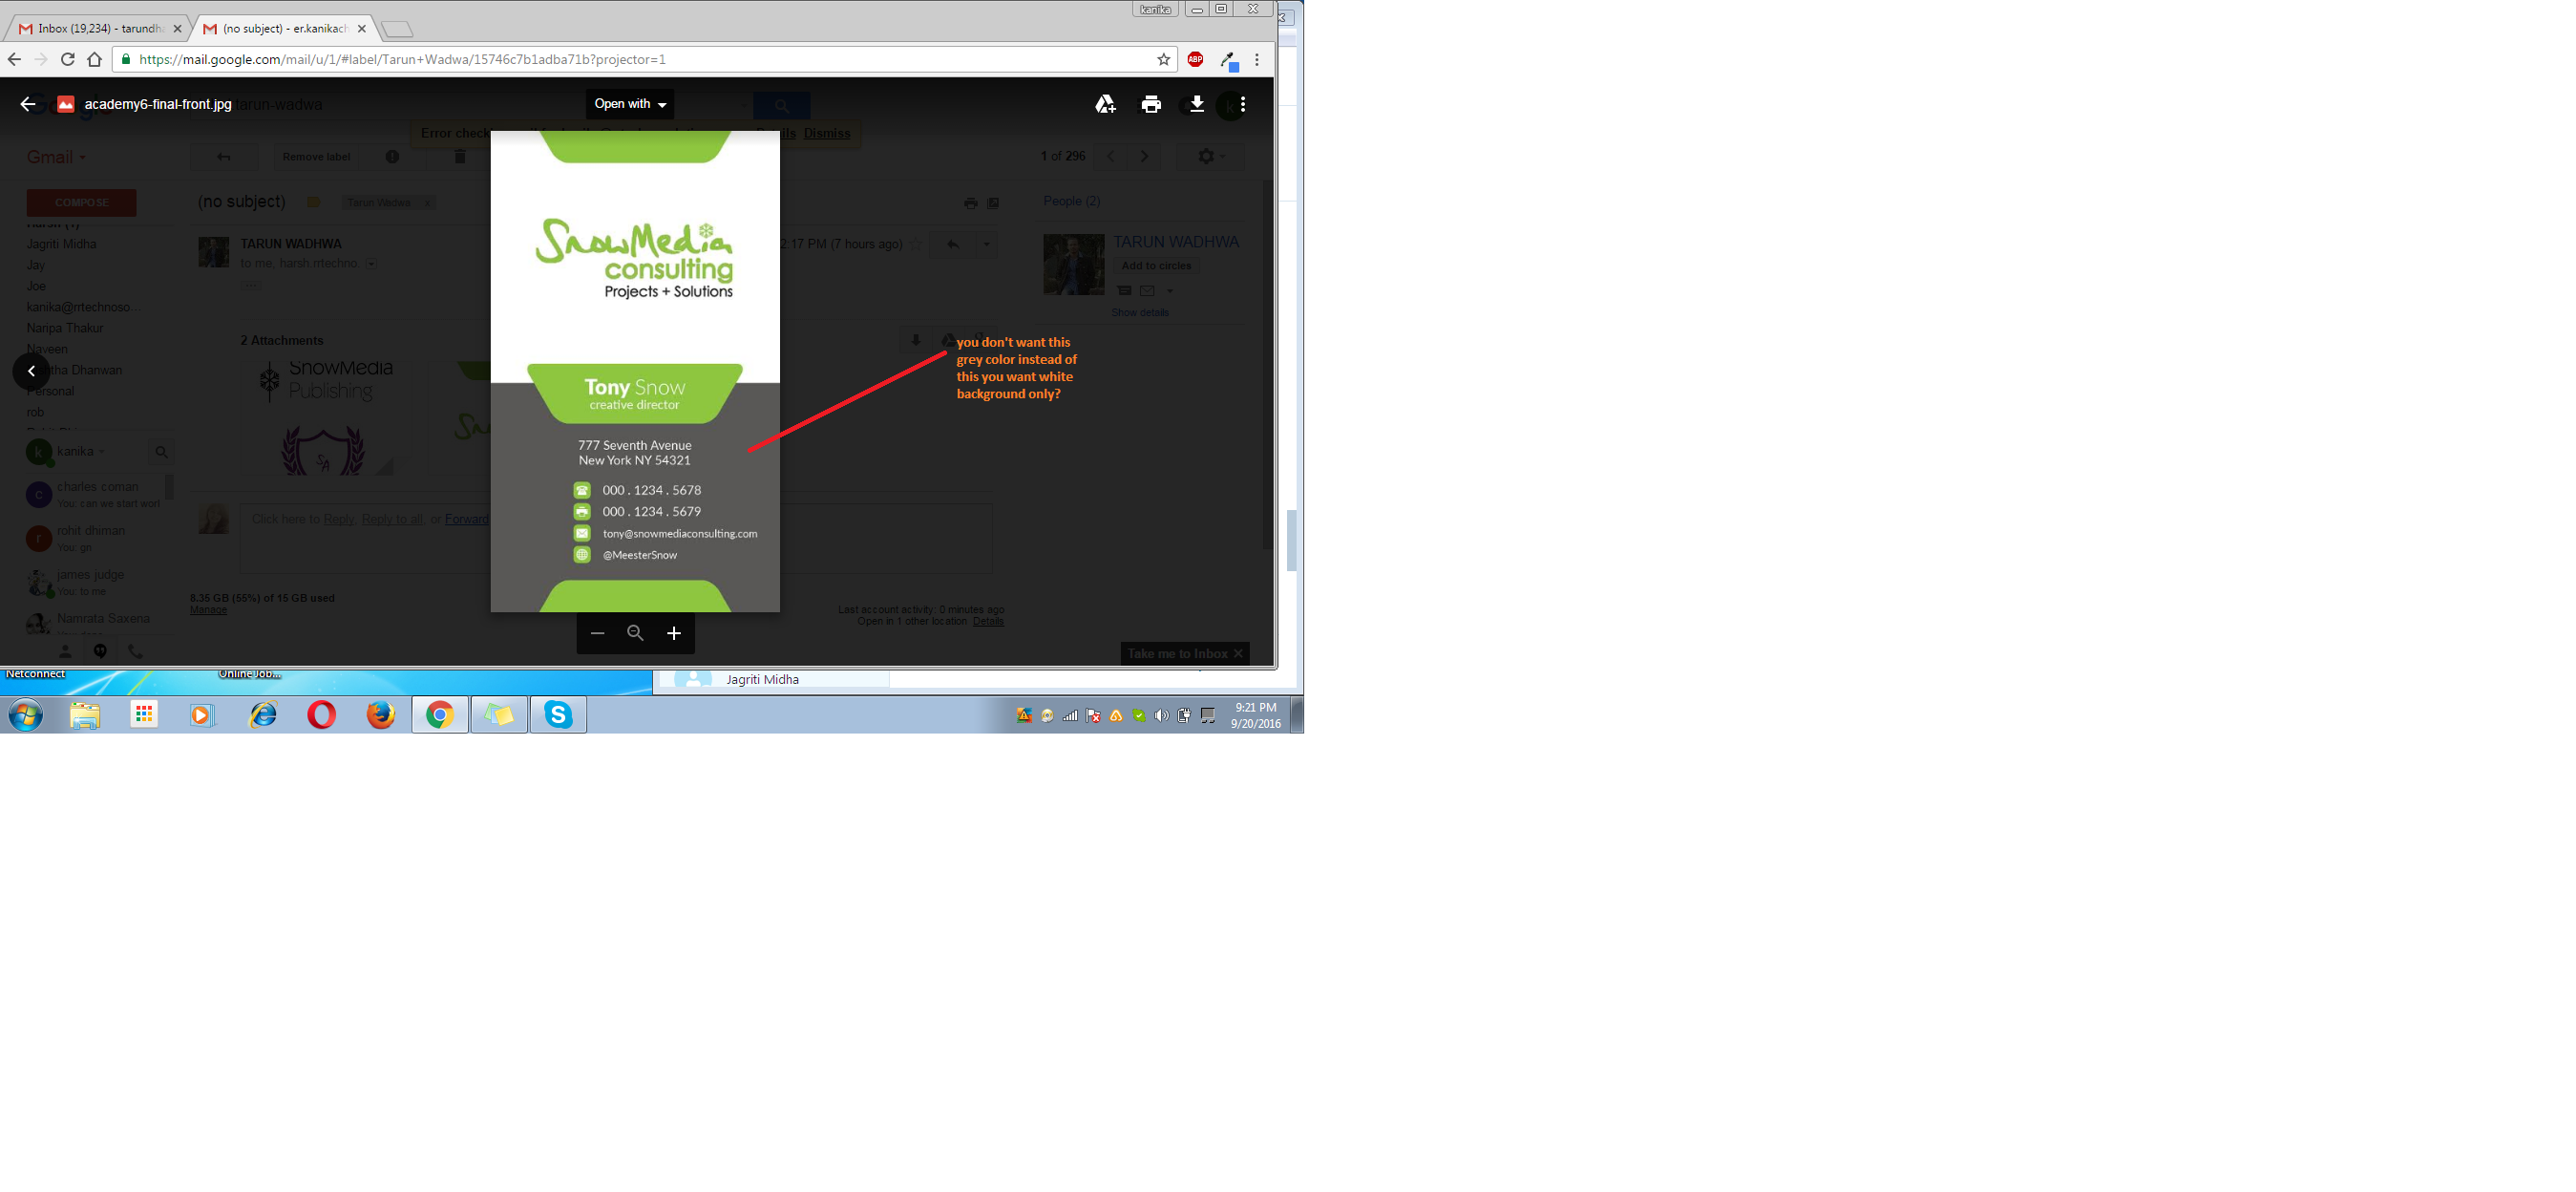 kanika
Inbox (19,234) - tarundh
(no subject) - er.kanikach
https://mail.google.com/mail/u/1/#label/Tarun+Wadwa/15746c7b1adba71b?projector=1
academy6-final-front.jpg
tarun-wadwa
Open with
Error check
Dismiss
Gmail
Remove label
1 of 296
COMPOSE
(no subject)
Tarun Wadwa x
People (2)
Jagriti Midha
TARUN WADHWA
2:17 PM (7 hours ago)
TARUN WADHWA
Jay
to me, harsh.rrtechno.
Add to circles
Joe
kanika@rrtechnoso
Show details
Naripa Thakur
Naveen
2 Attachments
Dhanwan
SnowMedia
Publishing
Personal
rob
SA
SnowMedia
consulting
Projects + Solutions
Tony Snow
creative director
777 Seventh Avenue
New York NY 54321
000 . 1234 . 5678
000 . 1234 . 5679
tony@snowmediaconsulting.com
@MeesterSnow
you don't want this
grey color instead of
this you want white
background only?
k kanika
c charles coman
You: can we start wor
r rohit dhiman
You: gn
james judge
You: to me
Namrata Saxena
Click here to Reply, Reply to all, or Forward
8.35 GB (55%) of 15 GB used
Manage
Last account activity: 0 minutes ago
Open in 1 other location Details
Take me to Inbox
Netconnect
Online Job...
Jagriti Midha
9:21 PM
9/20/2016